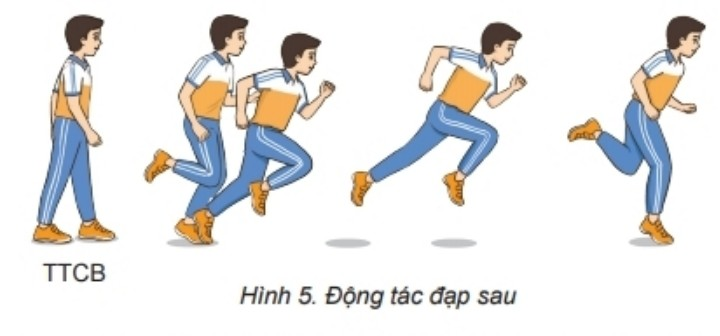 TTCB
Hình 5. Động tác đạp sau